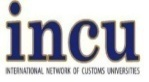 incu
INTERNATIONAL NETWORK OF CUSTOMS UNIVERSITIES